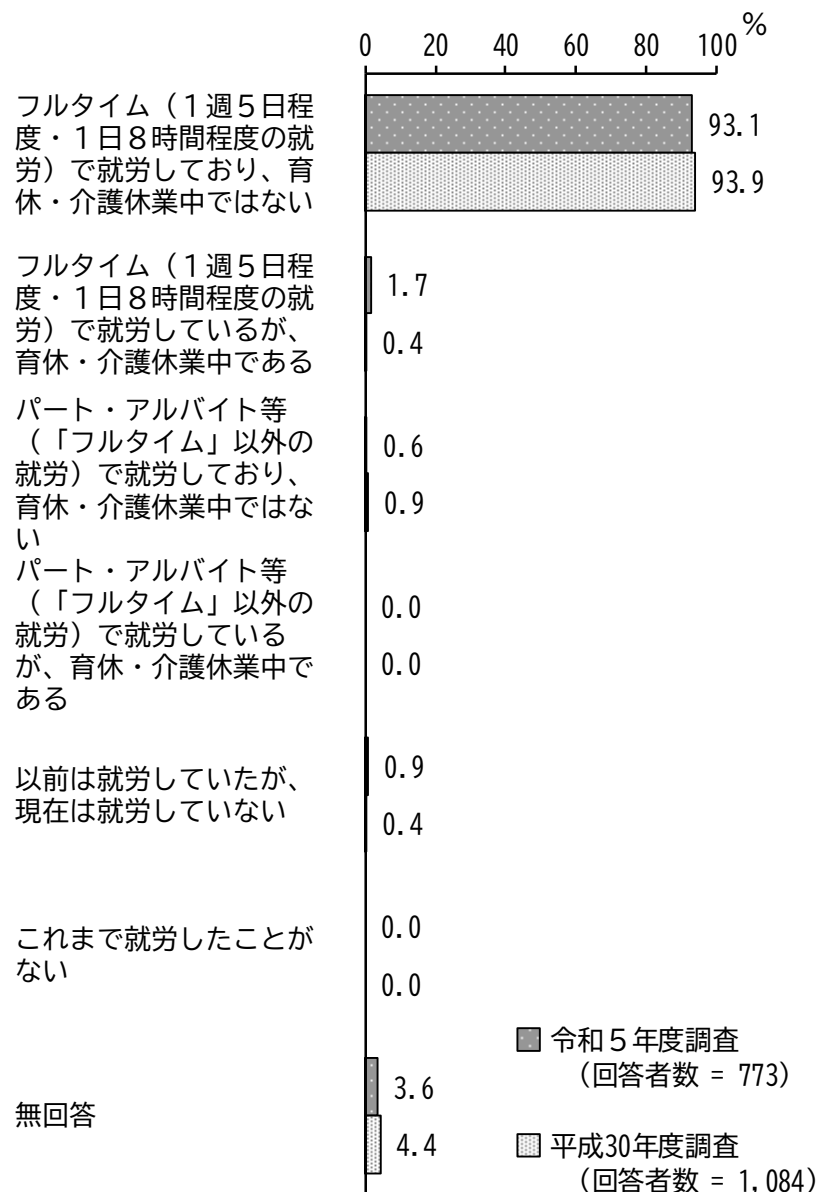 %
0 20 40 60 80 100
フルタイム（１週５日程
度・１日８時間程度の就
労）で就労しており、育
休・介護休業中ではない
93.1
93.9
フルタイム（１週５日程
度・１日８時間程度の就
労）で就労しているが、
育休・介護休業中である
1.7
0.4
パート・アルバイト等
（「フルタイム」以外の
就労）で就労しており、
育休・介護休業中ではな
い
0.6
0.9
パート・アルバイト等
（「フルタイム」以外の
就労）で就労している
が、育休・介護休業中で
ある
0.0
0.0
以前は就労していたが、
現在は就労していない
0.9
0.4
これまで就労したことが
ない
0.0
0.0
無回答
3.6
4.4
令和５年度調査
（回答者数 = 773）
平成30年度調査
（回答者数 = 1,084）